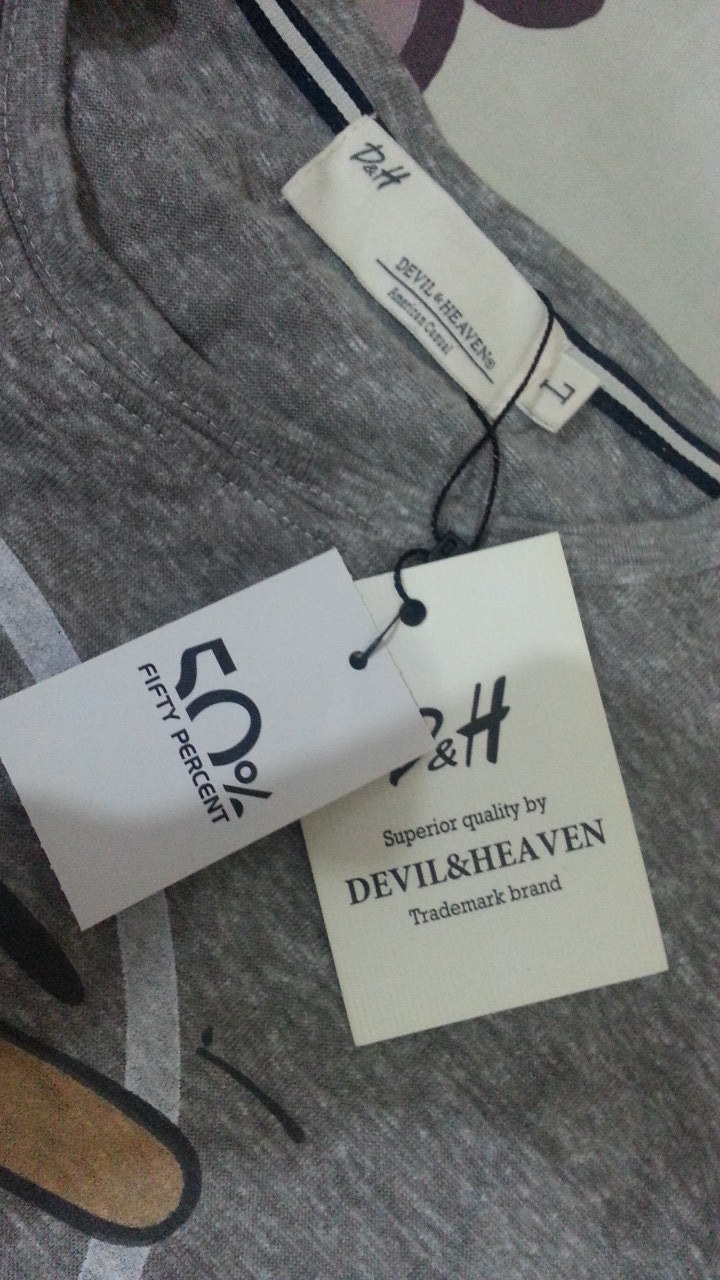 D&H
DEVIL&HEAVEN®
American Casual
L
50%
FIFTY PERCENT
D&H
Superior quality by
DEVIL&HEAVEN
Trademark brand